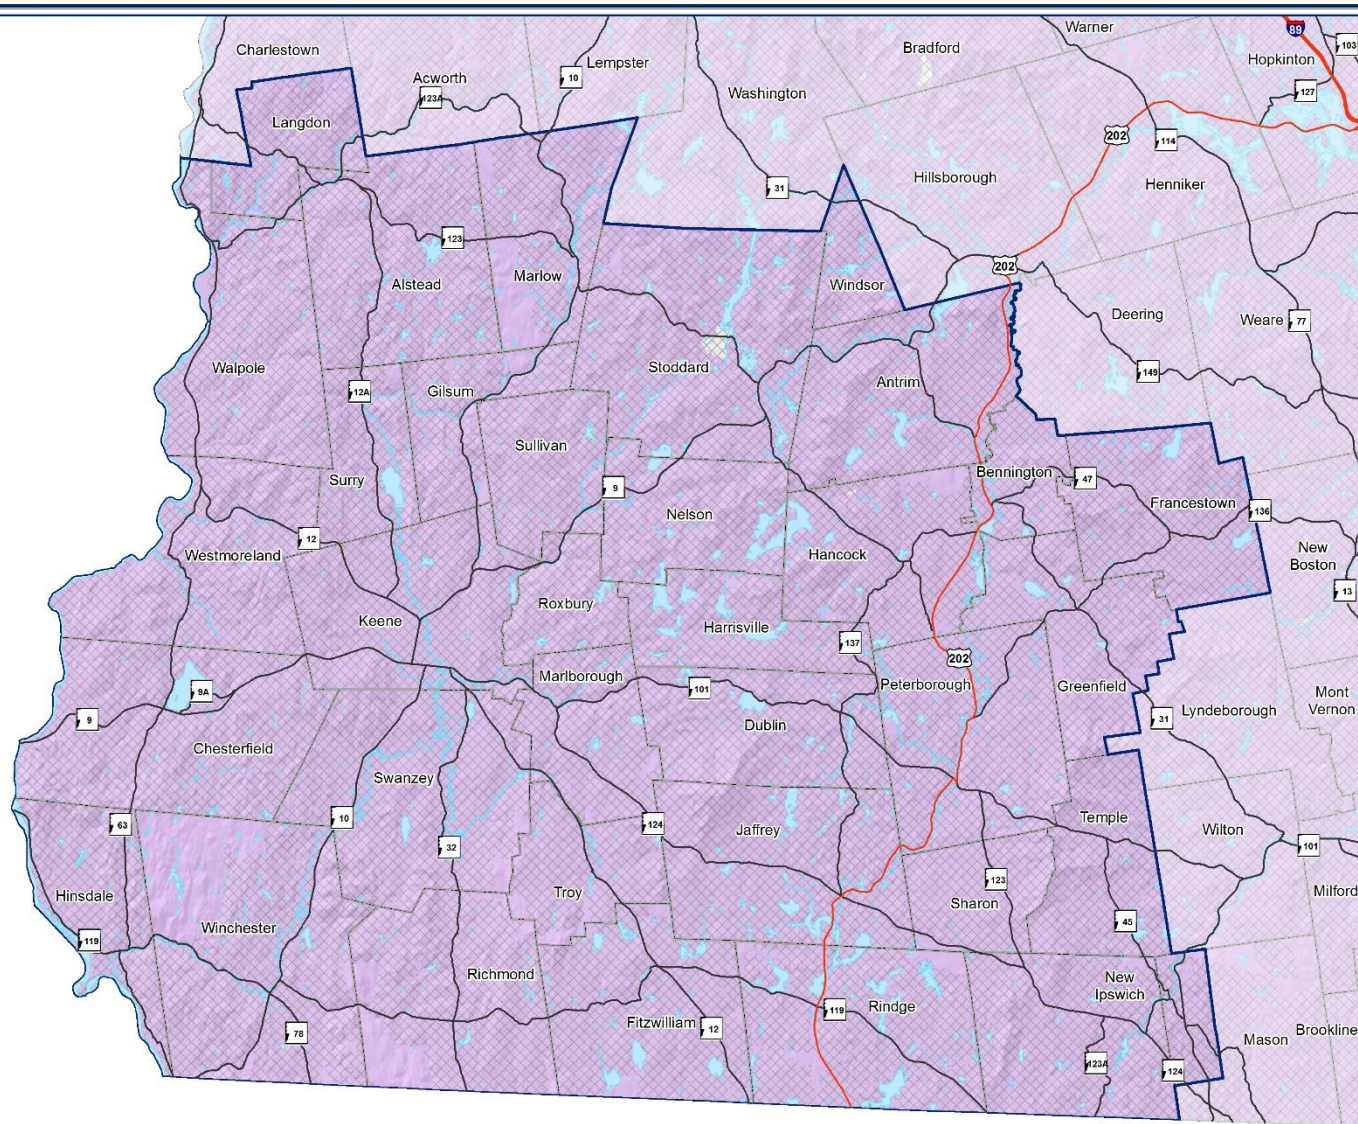 Warner
89
103
Charlestown
Bradford
Hopkinton
Lempster
Acworth
10
127
Washington
123A
Langdon
202
114
Hillsborough
Henniker
31
123
202
Alstead
Marlow
Windsor
Deering
Weare
77
Walpole
Stoddard
149
Antrim
12A
Gilsum
Sullivan
Surry
Bennington
47
9
Francestown
136
Nelson
12
Westmoreland
Hancock
New
Boston
13
Roxbury
Keene
Harrisville
137
202
Marlborough
Peterborough
Greenfield
9A
101
Mont
Vernon
9
Dublin
31
Lyndeborough
Chesterfield
Swanzey
10
63
124
Jaffrey
Temple
Wilton
32
101
Hinsdale
Troy
123
Sharon
Milford
Winchester
45
119
Richmond
New
Ipswich
119
Rindge
Fitzwilliam
12
78
Mason
Brookline
123A
124